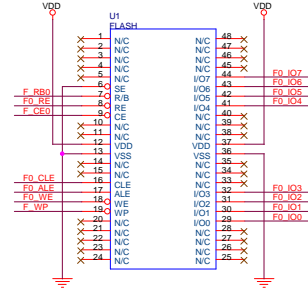 VDD VDD
U1
FLASH
1 N/C N/C 48
2 N/C N/C 47
3 N/C N/C 46
4 N/C N/C 45
5 N/C I/O7 44 F0_IO7
6 SE I/O6 43 F0_IO6
F_RB0 7 R/B I/O5 42 F0_IO5
F0_RE 8 RE I/O4 41 F0_IO4
F_CE0 9 CE N/C 40
10 N/C N/C 39
11 N/C N/C 38
12 VDD VDD 37
13 VSS VSS 36
14 N/C N/C 35
15 N/C N/C 34
F0_CLE 16 CLE N/C 33
F0_ALE 17 ALE I/O3 32 F0_IO3
F0_WE 18 WE I/O2 31 F0_IO2
F_WP 19 WP I/O1 30 F0_IO1
20 N/C I/O0 29 F0_IO0
21 N/C N/C 28
22 N/C N/C 27
23 N/C N/C 26
24 N/C N/C 25